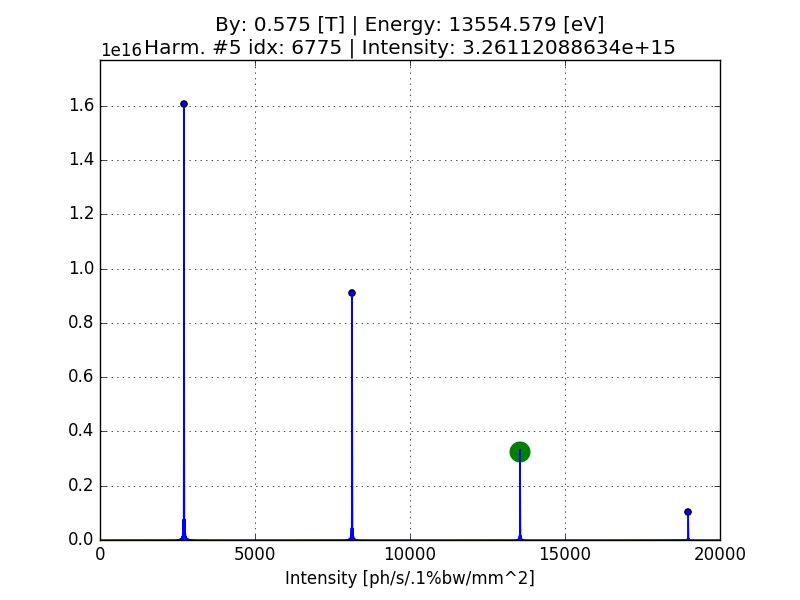 By: 0.575 [T] | Energy: 13554.579 [eV]
1e16 Harm. #5 idx: 6775 | Intensity: 3.26112088634e+15
1.6
1.4
1.2
1.0
0.8
0.6
0.4
0.2
0.0
0 5000 10000 15000 20000
Intensity [ph/s/.1%bw/mm^2]